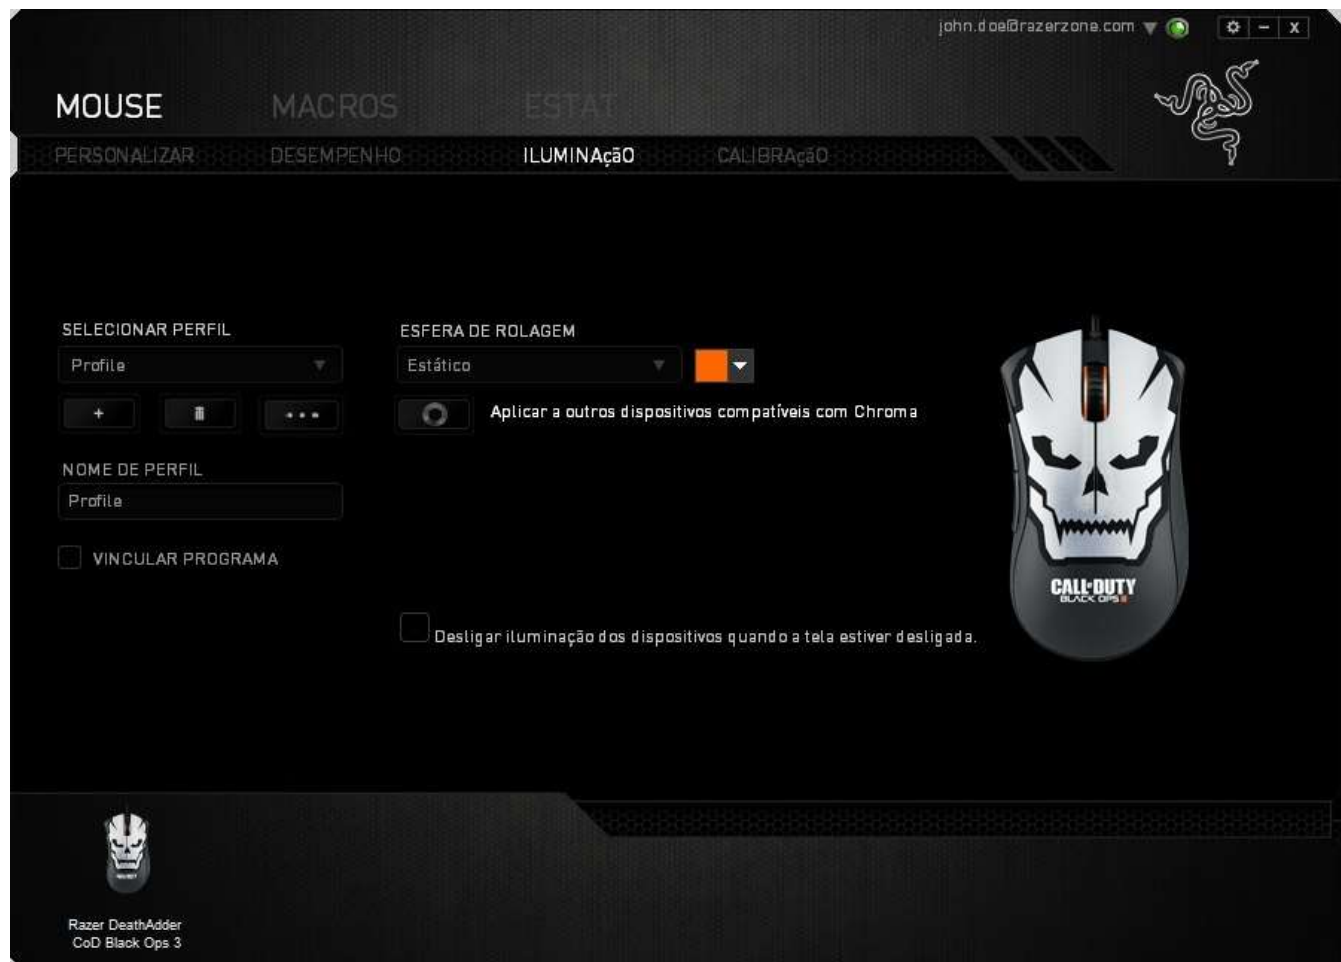 john.doe@razerzone.com
MOUSE MACROS ESTAT
PERSONALIZAR DESEMPENHO ILUMINAçãO CALIBRAçãO
SELECIONAR PERFIL
Profile
NOME DE PERFIL
Profile
VINCULAR PROGRAMA
ESFERA DE ROLAGEM
Estático
Aplicar a outros dispositivos compatíveis com Chroma
Desligar iluminação dos dispositivos quando a tela estiver desligada.
CALL OF DUTY
BLACK OPS III
Razer DeathAdder
CoD Black Ops 3